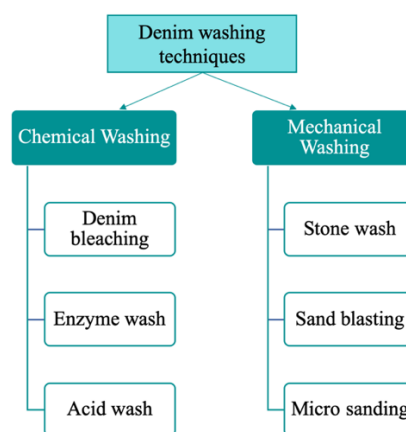 Denim washing
techniques
Chemical Washing
Mechanical
Washing
Denim
bleaching
Stone wash
Enzyme wash
Sand blasting
Acid wash
Micro sanding